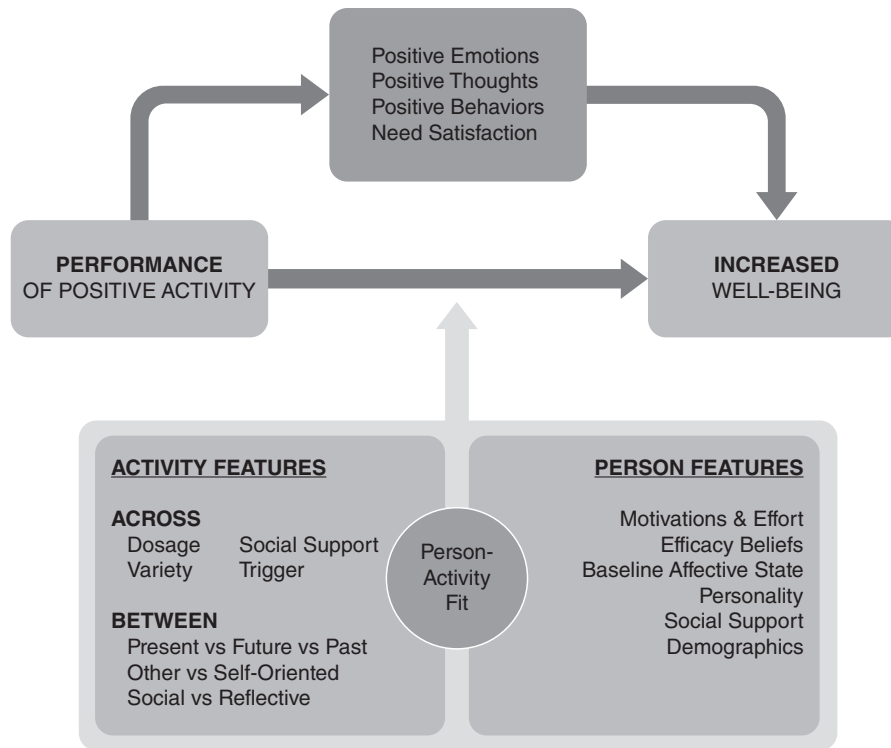 Positive Emotions
Positive Thoughts
Positive Behaviors
Need Satisfaction
PERFORMANCE
OF POSITIVE ACTIVITY
INCREASED
WELL-BEING
ACTIVITY FEATURES
ACROSS
Dosage Social Support
Variety Trigger
BETWEEN
Present vs Future vs Past
Other vs Self-Oriented
Social vs Reflective
Person-
Activity
Fit
PERSON FEATURES
Motivations & Effort
Efficacy Beliefs
Baseline Affective State
Personality
Social Support
Demographics